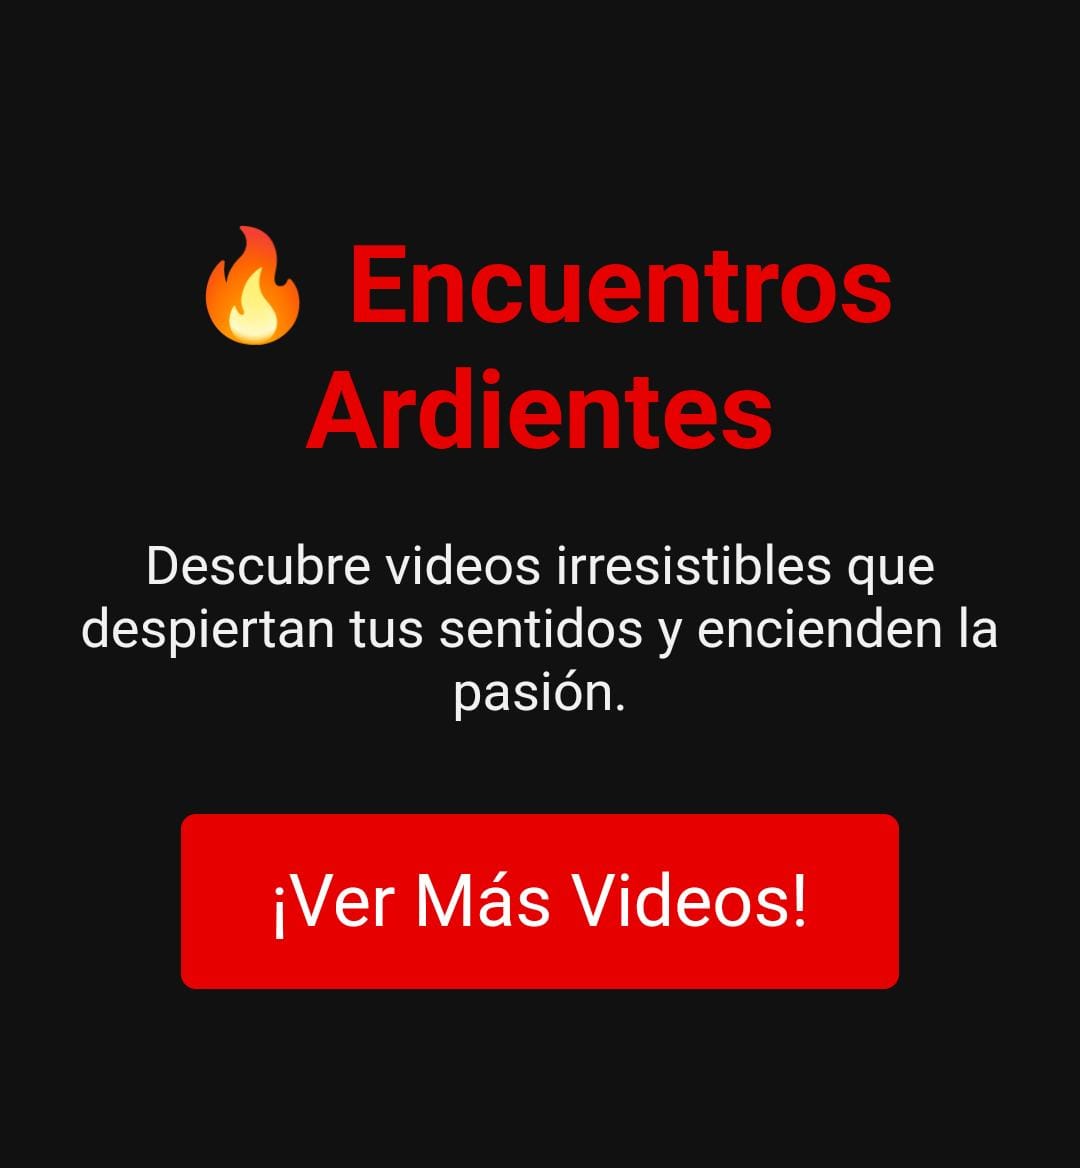 🔥 Encuentros
Ardientes
Descubre videos irresistibles que
despiertan tus sentidos y encienden la
pasión.
¡Ver Más Videos!